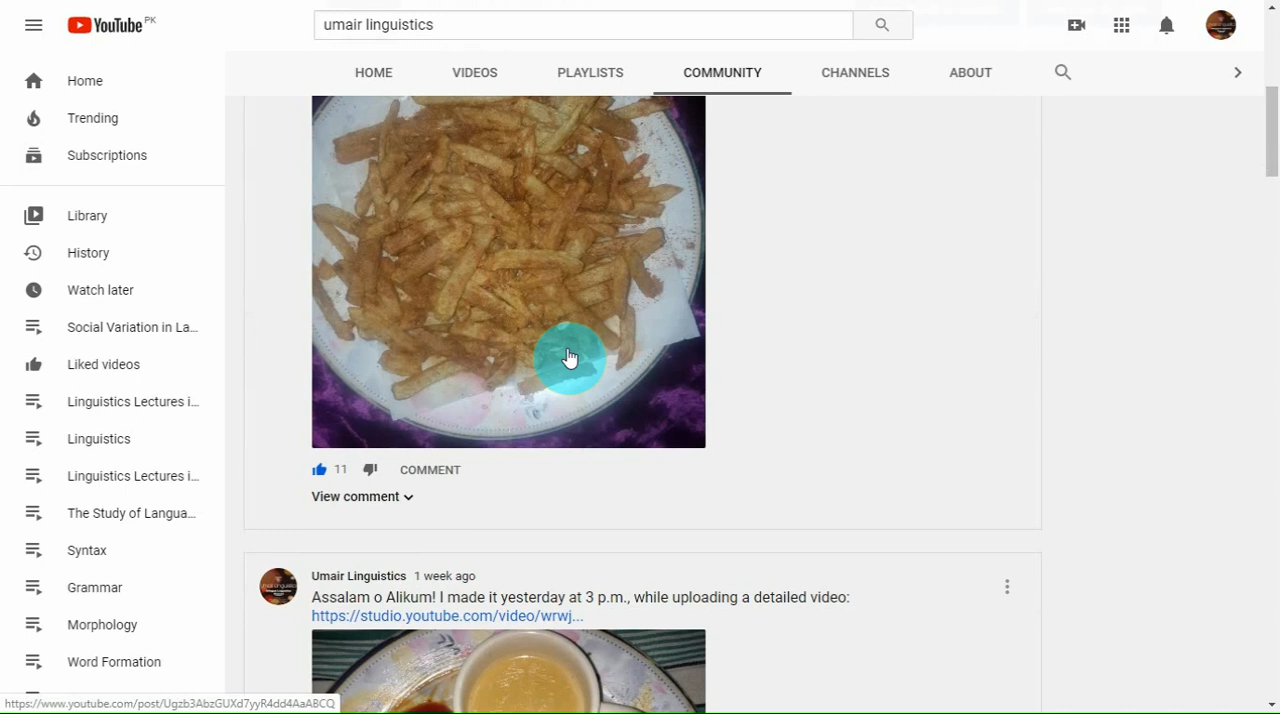 YouTube PK
umair linguistics
HOME VIDEOS PLAYLISTS COMMUNITY CHANNELS ABOUT
Home
Trending
Subscriptions
Library
History
Watch later
Social Variation in La...
Liked videos
Linguistics Lectures i...
Linguistics
Linguistics Lectures i...
The Study of Langua...
Syntax
Grammar
Morphology
Word Formation
11 COMMENT
View comment
Umair Linguistics 1 week ago
Assalam o Alikum! I made it yesterday at 3 p.m., while uploading a detailed video:
https://studio.youtube.com/video/wrwj...
https://www.youtube.com/post/Ugzb3AbzGUXd7yyR4dd4AaABCQ